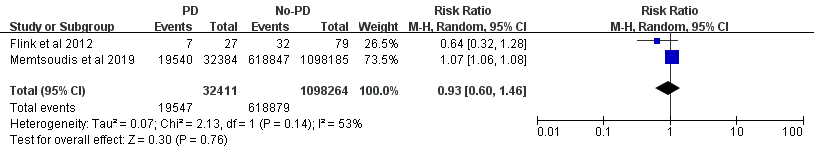 PD No-PD Risk Ratio Risk Ratio
Study or Subgroup Events Total Events Total Weight M-H, Random, 95% CI M-H, Random, 95% CI
Flink et al 2012 7 27 32 79 26.5% 0.64 [0.32, 1.28]
Memtsoudis et al 2019 19540 32384 618847 1098185 73.5% 1.07 [1.06, 1.08]
Total (95% CI) 32411 1098264 100.0% 0.93 [0.60, 1.46]
Total events 19547 618879
Heterogeneity: Tau² = 0.07; Chi² = 2.13, df = 1 (P = 0.14); I² = 53%
Test for overall effect: Z = 0.30 (P = 0.76)
0.01 0.1 1 10 100